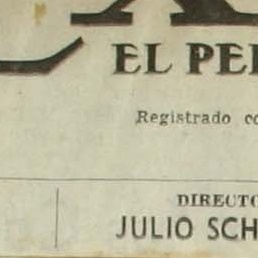 EL PE
Registrado co
DIRECTO
JULIO SCH